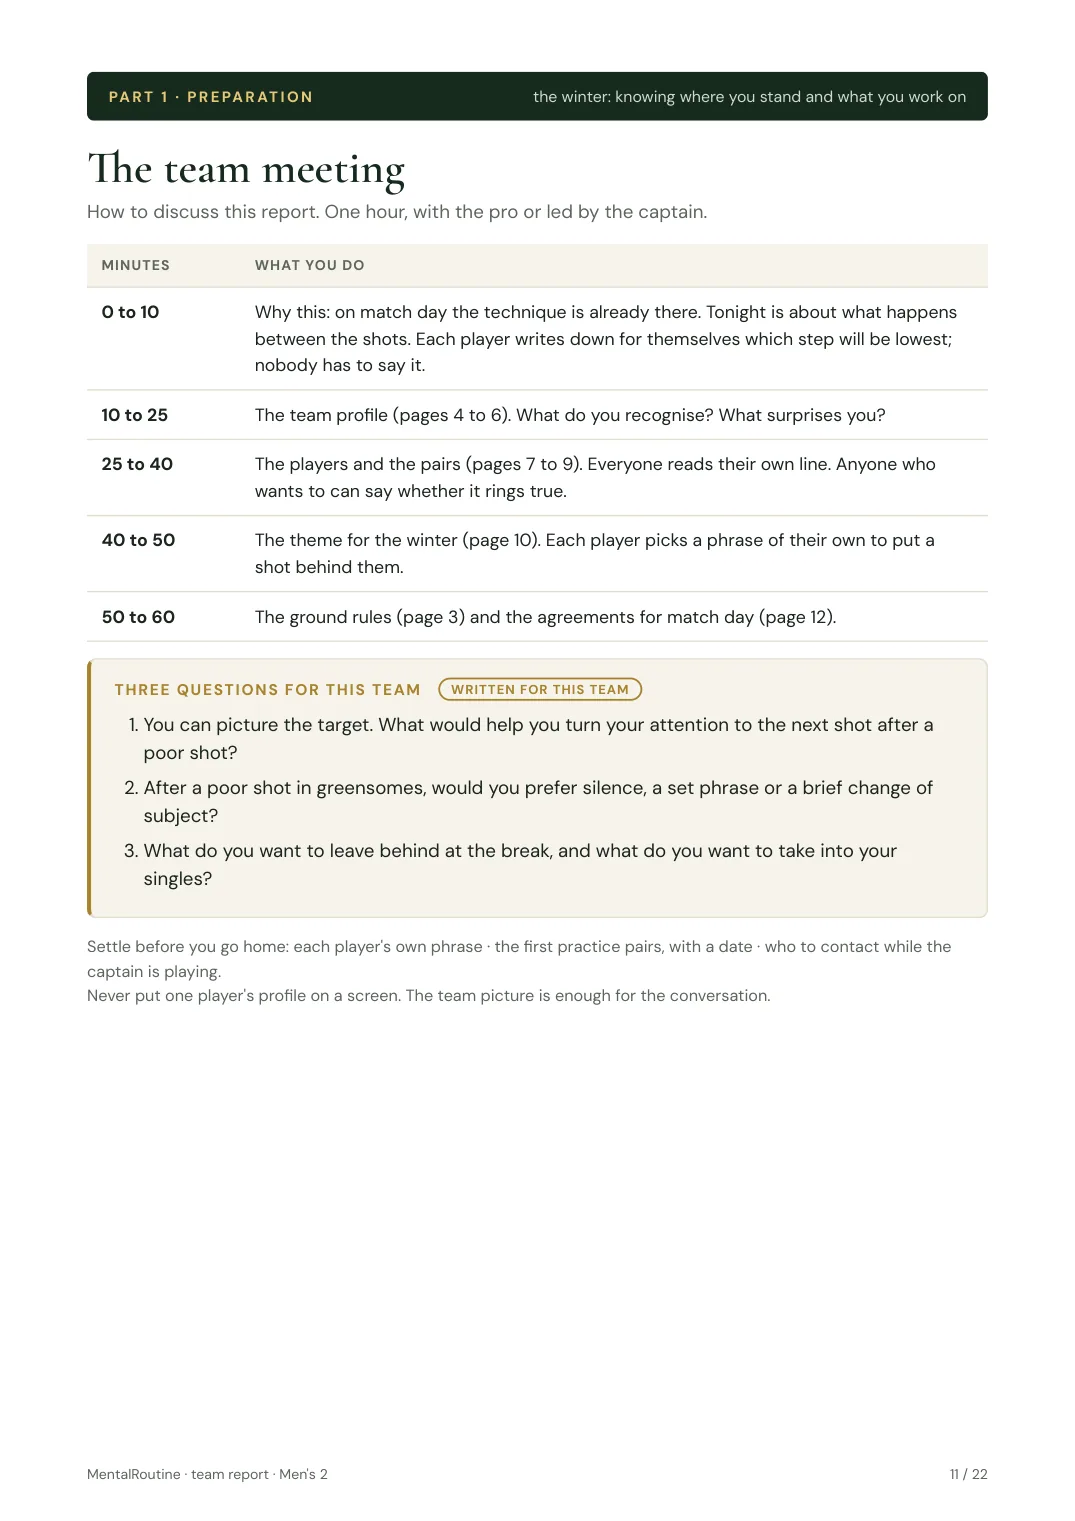 PART 1 · PREPARATION
the winter: knowing where you stand and what you work on
The team meeting
How to discuss this report. One hour, with the pro or led by the captain.
MINUTES WHAT YOU DO
0 to 10 Why this: on match day the technique is already there. Tonight is about what happens
between the shots. Each player writes down for themselves which step will be lowest;
nobody has to say it.
10 to 25 The team profile (pages 4 to 6). What do you recognise? What surprises you?
25 to 40 The players and the pairs (pages 7 to 9). Everyone reads their own line. Anyone who
wants to can say whether it rings true.
40 to 50 The theme for the winter (page 10). Each player picks a phrase of their own to put a
shot behind them.
50 to 60 The ground rules (page 3) and the agreements for match day (page 12).
THREE QUESTIONS FOR THIS TEAM WRITTEN FOR THIS TEAM
1. You can picture the target. What would help you turn your attention to the next shot after a
poor shot?
2. After a poor shot in greensomes, would you prefer silence, a set phrase or a brief change of
subject?
3. What do you want to leave behind at the break, and what do you want to take into your
singles?
Settle before you go home: each player's own phrase · the first practice pairs, with a date · who to contact while the
captain is playing.
Never put one player's profile on a screen. The team picture is enough for the conversation.
MentalRoutine · team report · Men's 2
11 / 22